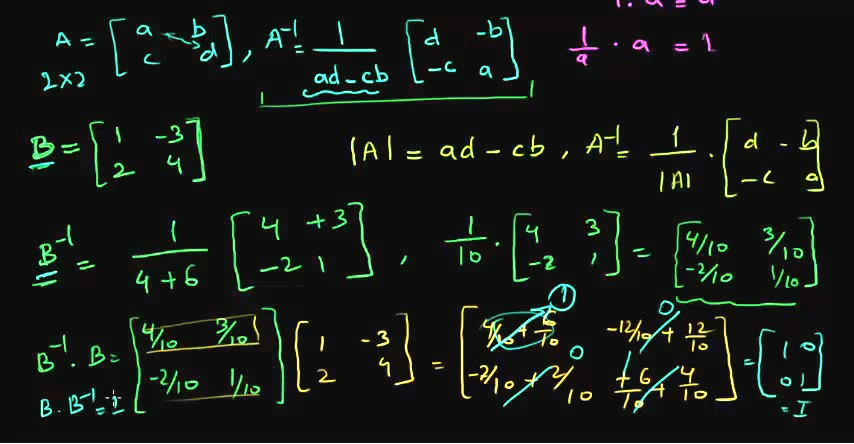 1. a = a
A = [a b], A⁻¹ = 1/(ad-cb) [d -b] 1/a · a = 1
2x2 [c d] [-c a]
B = [1 -3] |A| = ad - cb, A⁻¹ = 1/|A| · [d -b]
[2 4] [-c a]
B⁻¹ = 1/(4+6) [4 +3], 1/10 · [4 3] = [4/10 3/10]
[-2 1] [-2 1] [-2/10 1/10]
1 0
B⁻¹ · B = [4/10 3/10] [1 -3] = [4/10 + 6/10 -12/10 + 12/10] = [1 0]
0 1
B · B⁻¹ = I [-2/10 1/10] [2 4] [-2/10 + 2/10 +6/10 + 4/10] [0 1]
= I